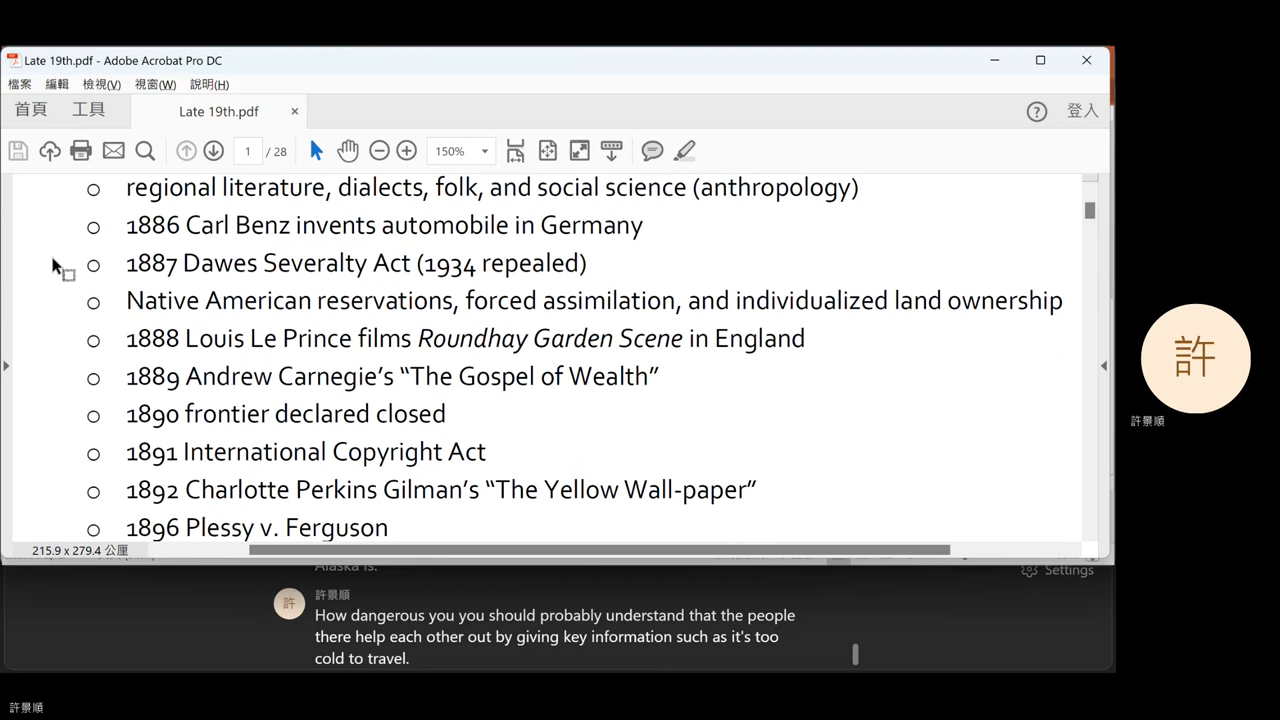 Late 19th.pdf - Adobe Acrobat Pro DC
檔案 編輯 檢視(V) 視窗(W) 說明(H)
首頁 工具 Late 19th.pdf × 登入
1 / 28 150%
regional literature, dialects, folk, and social science (anthropology)
1886 Carl Benz invents automobile in Germany
1887 Dawes Severalty Act (1934 repealed)
Native American reservations, forced assimilation, and individualized land ownership
1888 Louis Le Prince films Roundhay Garden Scene in England
1889 Andrew Carnegie’s “The Gospel of Wealth”
1890 frontier declared closed
1891 International Copyright Act
1892 Charlotte Perkins Gilman’s “The Yellow Wall-paper”
1896 Plessy v. Ferguson
215.9 x 279.4 公厘
Alaska is.
Settings
許 許景順
How dangerous you you should probably understand that the people
there help each other out by giving key information such as it's too
cold to travel.
許
許景順
許景順